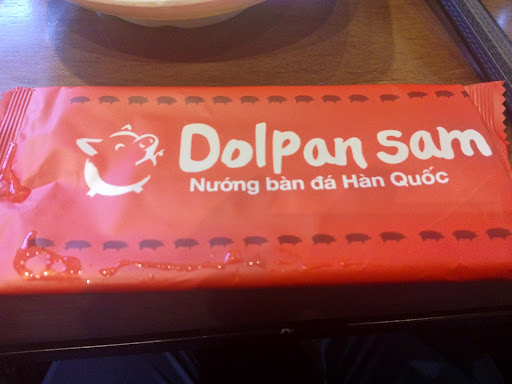 Dolpan sam
Nướng bàn đá Hàn Quốc